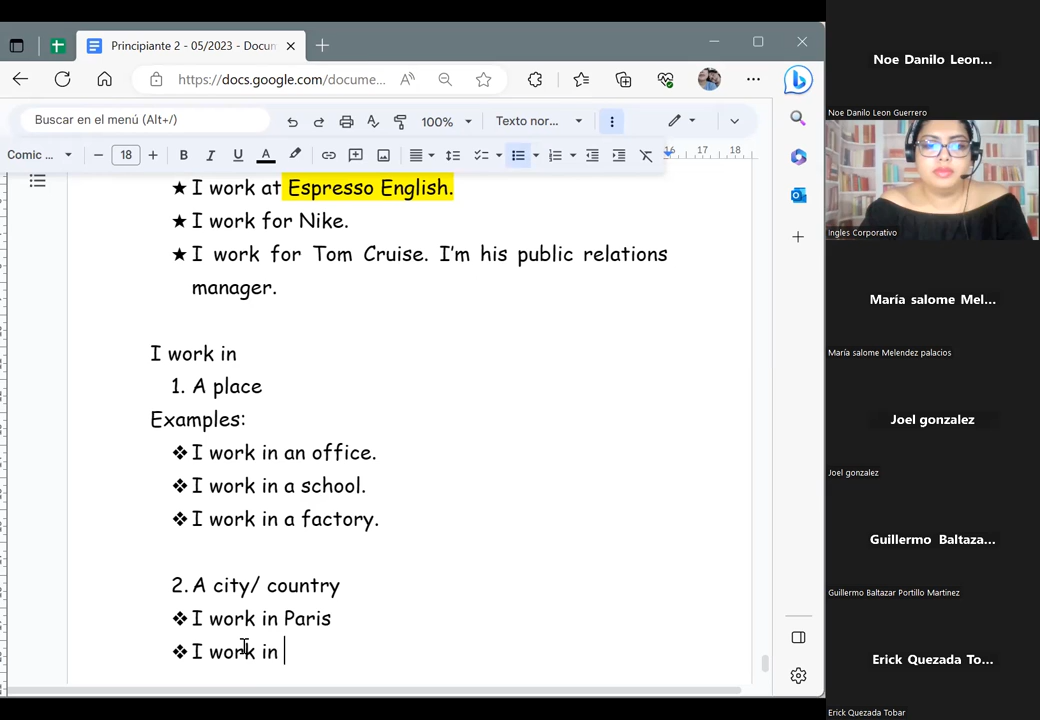 Principiante 2 - 05/2023 - Docun
https://docs.google.com/docume...
Buscar en el menú (Alt+/)
100%
Texto nor...
Comic ...
18
16 17 18
★ I work at Espresso English.
★ I work for Nike.
★ I work for Tom Cruise. I'm his public relations
manager.
I work in
1. A place
Examples:
❖ I work in an office.
❖ I work in a school.
❖ I work in a factory.
2. A city/ country
❖ I work in Paris
❖ I work in
Noe Danilo Leon...
Noe Danilo Leon Guerrero
Ingles Corporativo
María salome Mel...
María salome Melendez palacios
Joel gonzalez
Joel gonzalez
Guillermo Baltaza...
Guillermo Baltazar Portillo Martinez
Erick Quezada To...
Erick Quezada Tobar